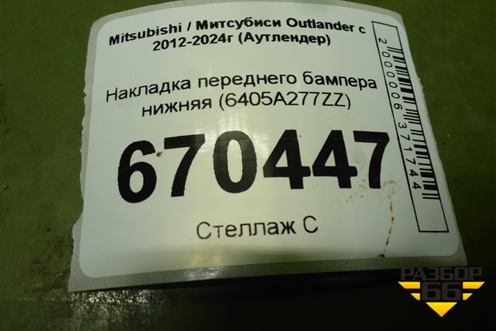 Mitsubishi / Митсубиси Outlander с
2012-2024г (Аутлендер)
Накладка переднего бампера
нижняя (6405A277ZZ)
670447
Стеллаж С
2000006371744
РАЗБОР
66